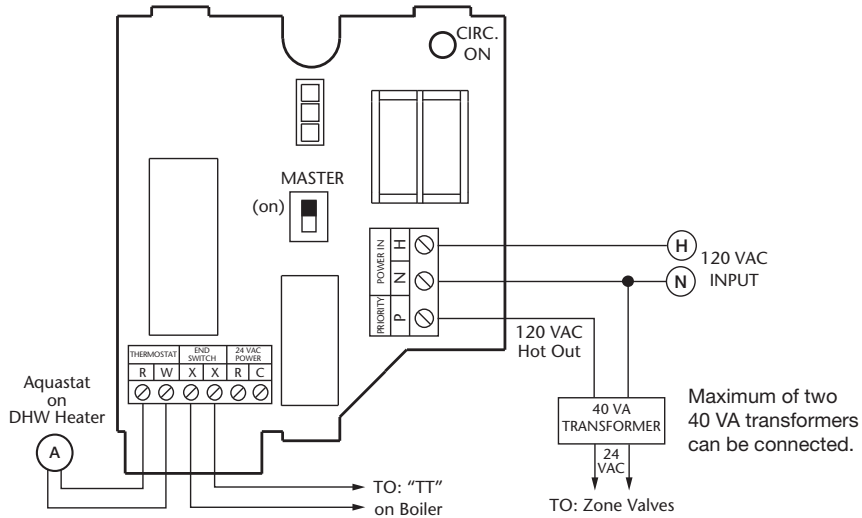 CIRC.
ON
MASTER
(on)
POWER IN
PRIORITY
H
N
P
H
N
120 VAC
INPUT
120 VAC
Hot Out
THERMOSTAT
END
SWITCH
24 VAC
POWER
R W X X R C
Aquastat
on
DHW Heater
A
40 VA
TRANSFORMER
24
VAC
Maximum of two
40 VA transformers
can be connected.
TO: "TT"
on Boiler
TO: Zone Valves